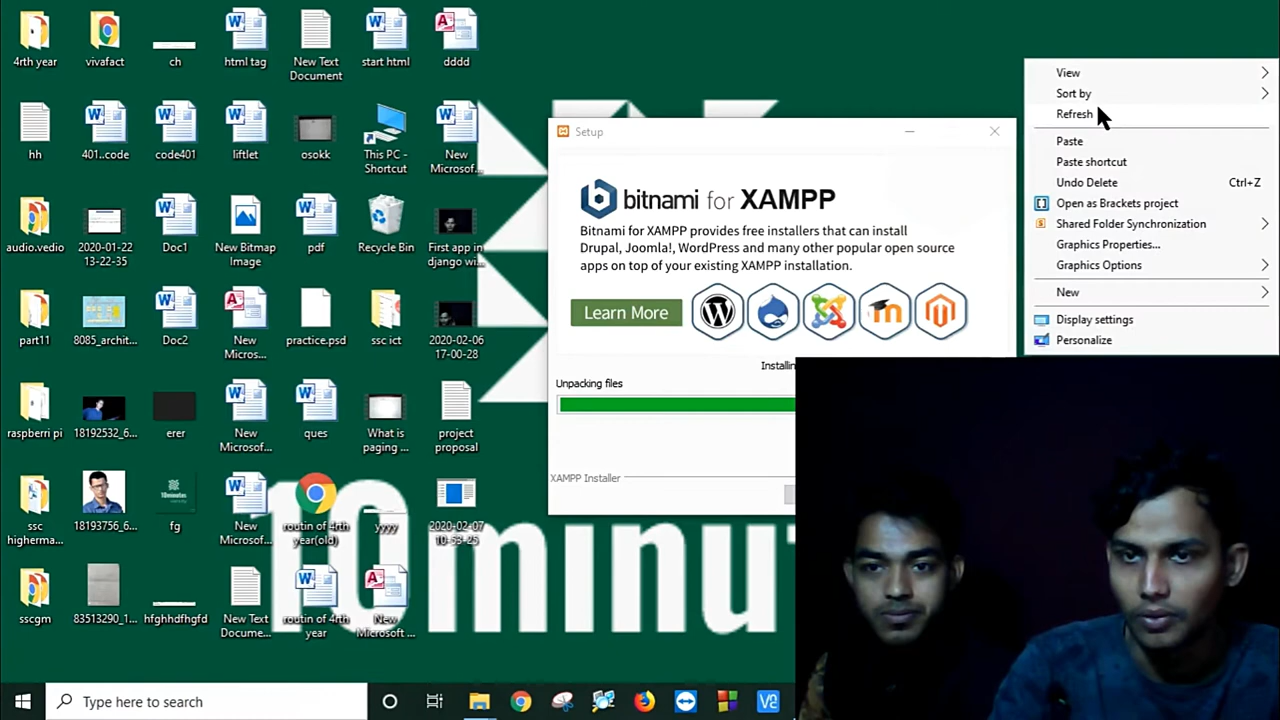 4rth year
vivafact
ch
html tag
New Text
Document
start html
dddd
hh
401..code
code401
liftlet
osokk
This PC -
Shortcut
New
Microsof...
audio.vedio
2020-01-22
13-22-35
Doc1
New Bitmap
Image
pdf
Recycle Bin
First app in
django wi...
part11
8085_archit...
Doc2
New
Micros...
practice.psd
ssc ict
2020-02-06
17-00-28
raspberri pi
18192532_6...
erer
New
Microsof...
ques
What is
paging ...
project
proposal
ssc
higherma...
18193756_6...
fg
New
Microsof...
routin of 4rth
year(old)
yyyy
2020-02-07
10-53-25
sscgm
83513290_1...
hfghhdfhgfd
New Text
Docume...
routin of 4rth
year
New
Microsoft ...
10minu
10minutes
Setup
bitnami for XAMPP
Bitnami for XAMPP provides free installers that can install
Drupal, Joomla!, WordPress and many other popular open source
apps on top of your existing XAMPP installation.
Learn More
Unpacking files
XAMPP Installer
View
Sort by
Refresh
Paste
Paste shortcut
Undo Delete Ctrl+Z
Open as Brackets project
Shared Folder Synchronization
Graphics Properties...
Graphics Options
New
Display settings
Personalize
Type here to search